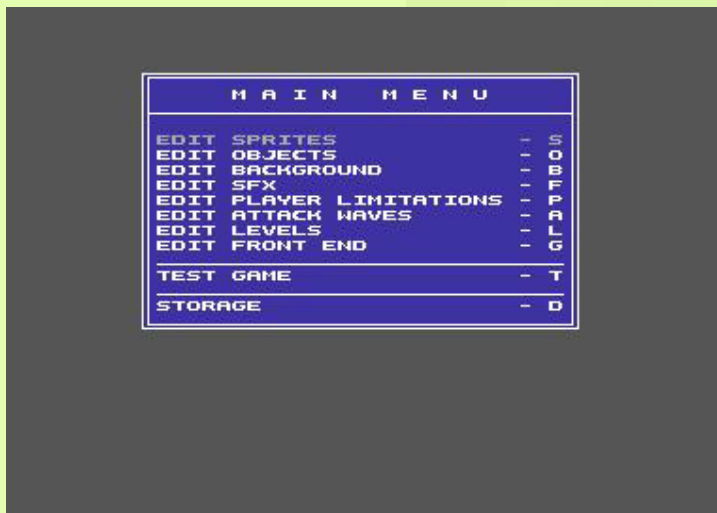 MAIN MENU
EDIT SPRITES - S
EDIT OBJECTS - O
EDIT BACKGROUND - B
EDIT SFX - F
EDIT PLAYER LIMITATIONS - P
EDIT ATTACK WAVES - A
EDIT LEVELS - L
EDIT FRONT END - G
TEST GAME - T
STORAGE - D